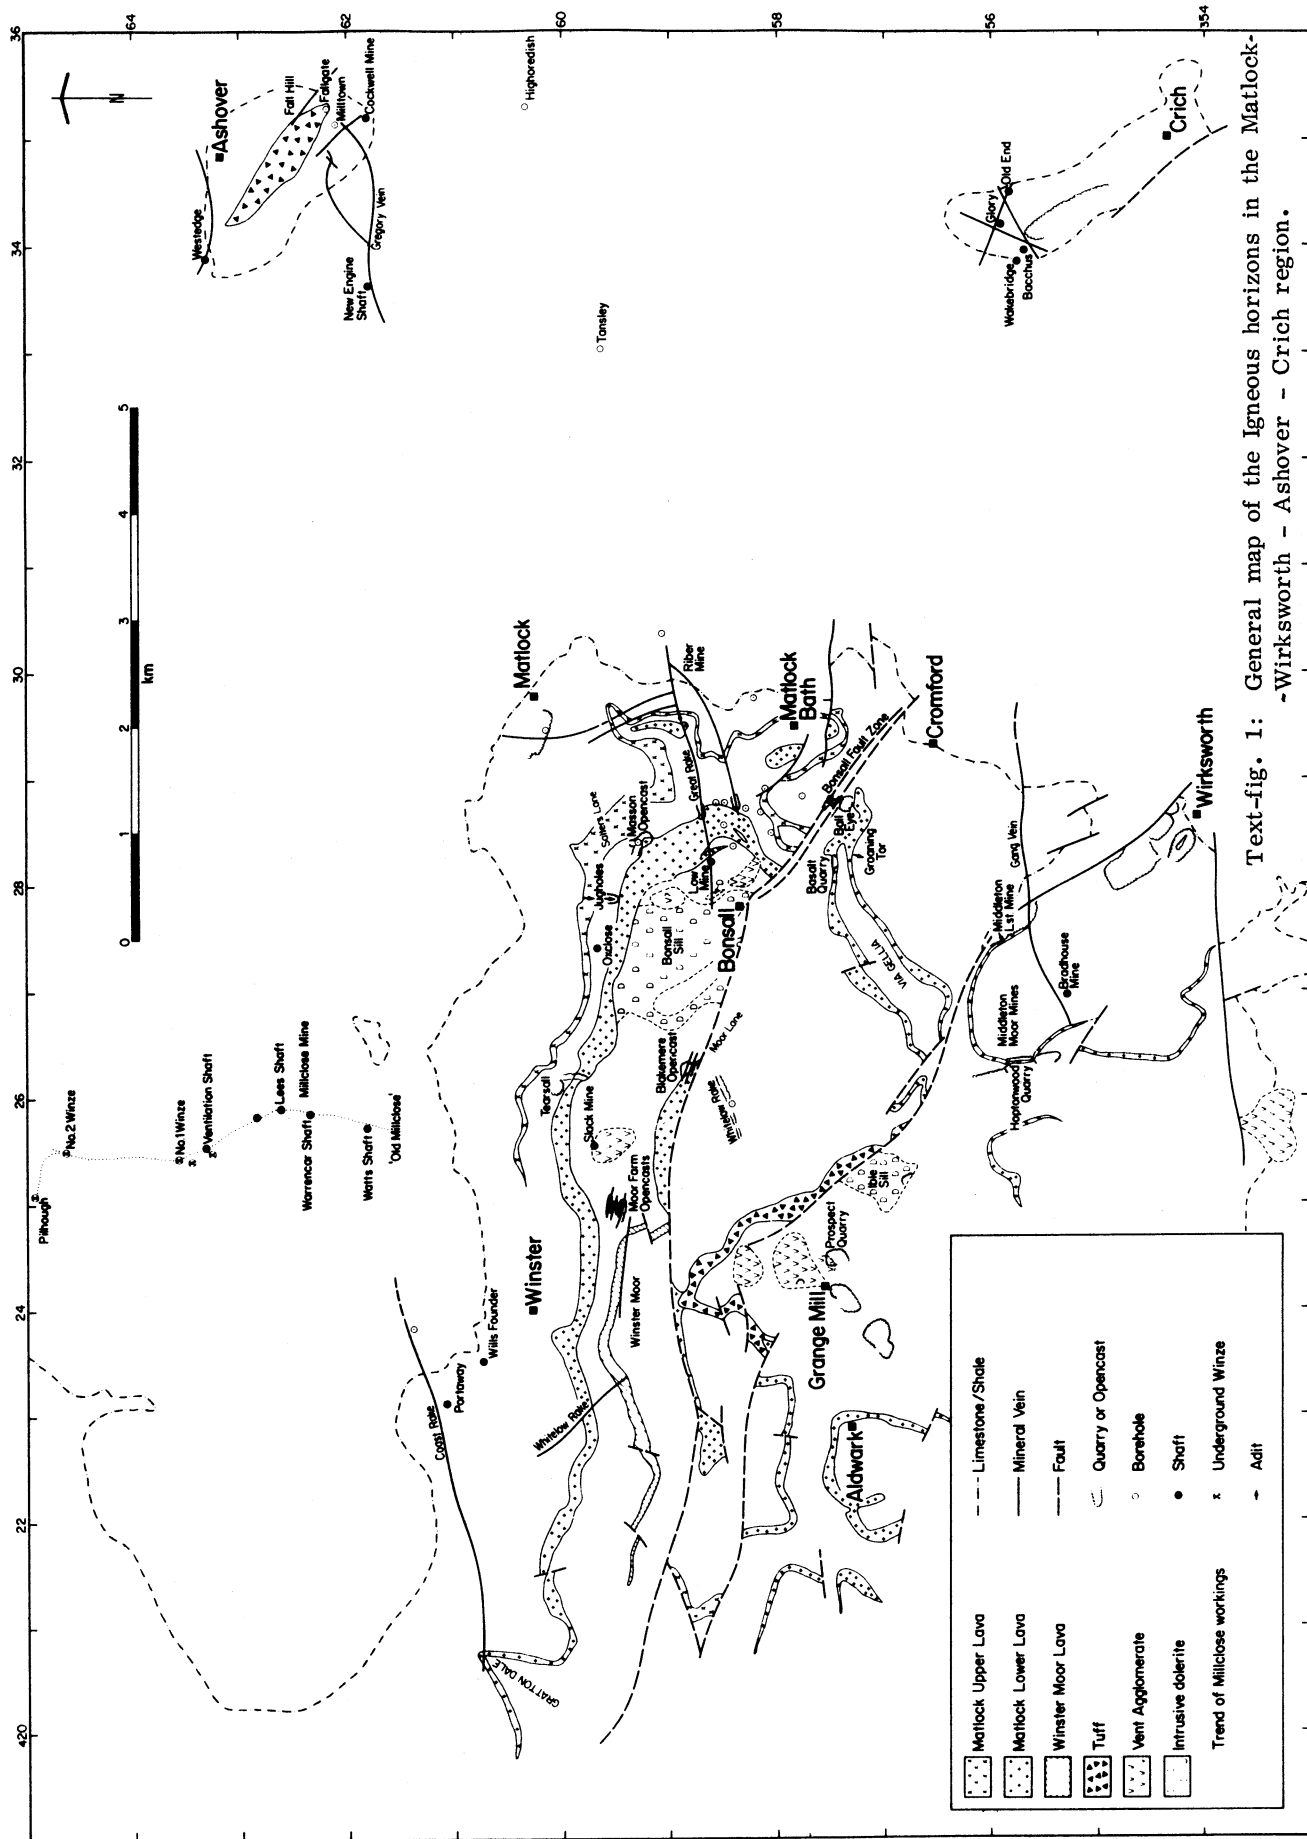 36
34
32
30
28
26
24
22
420
64
62
60
58
56
354
N
0
1
2
3
4
5
km
Ashover
Fall Hill
Fallgate
Milltown
Cockwell Mine
Westedge
Gregory Vein
New Engine
Shaft
Highoredish
Tansley
Crich
Glory
Old End
Wakebridge
Bacchus
Matlock
Riber
Mine
Matlock
Bath
Cromford
Wirksworth
Bonsall Fault Zone
Great Rake
Masson
Opencast
Salters Lane
Jugholes
Low
Mine
Ball
Eye
Groaning
Tor
Basalt
Quarry
Gang Vein
Oxclose
Bonsall
Sill
Bonsall
VIA GELLIA
Middleton
Lst Mine
Bradhouse
Mine
Middleton
Moor Mines
Hoptonwood
Quarry
Moor Lane
Blakemere
Opencast
Whitelow Rake
Tearsall
Slack Mine
Moor Farm
Opencasts
Ible
Sill
Prospect
Quarry
Grange Mill
Aldwark
Winster
Winster Moor
Whitelow Rake
GRATTON DALE
Coast Rake
Portaway
Wills Founder
Pilhough
No.2 Winze
No.1 Winze
Ventilation Shaft
Lees Shaft
Millclose Mine
Warrencar Shaft
Watts Shaft
'Old Millclose'
Matlock Upper Lava
Matlock Lower Lava
Winster Moor Lava
Tuff
Vent Agglomerate
Intrusive dolerite
Trend of Millclose workings
Limestone/Shale
Mineral Vein
Fault
Quarry or Opencast
Borehole
Shaft
Underground Winze
Adit
Text-fig. 1: General map of the Igneous horizons in the Matlock-
-Wirksworth - Ashover - Crich region.